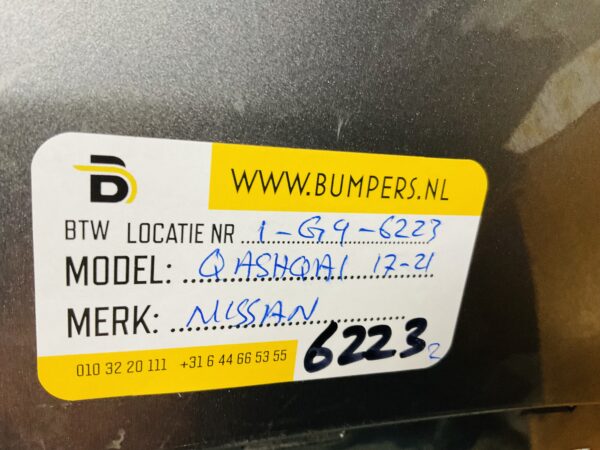 B
WWW.BUMPERS.NL
BTW LOCATIE NR 1-G9-6223
MODEL: QASHQAI 17-21
MERK: NISSAN
010 32 20 111 +31 6 44 66 53 55
6223 2